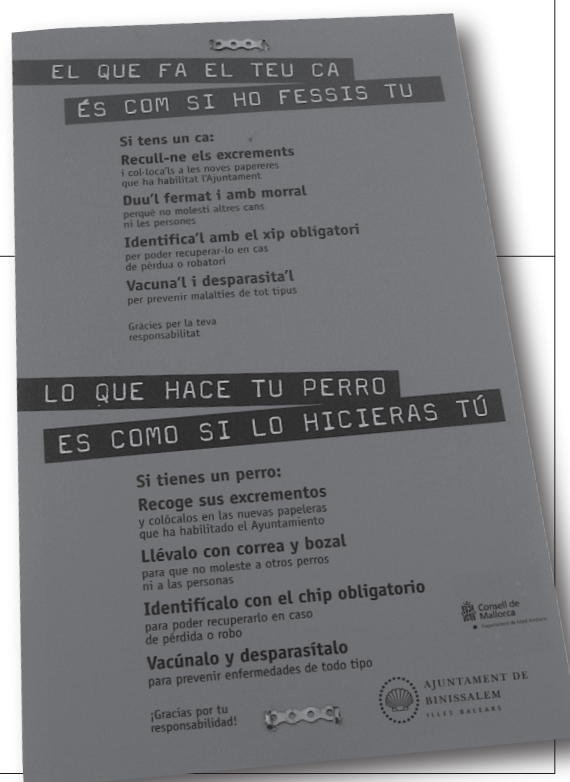 EL QUE FA EL TEU CA
ÉS COM SI HO FESSIS TU
Si tens un ca:
Recull-ne els excrements
i col·loca'ls a les noves papereres
que ha habilitat l'Ajuntament
Duu'l fermat i amb morral
perquè no molesti altres cans
ni les persones
Identifica'l amb el xip obligatori
per poder recuperar-lo en cas
de pèrdua o robatori
Vacuna'l i desparasita'l
per prevenir malalties de tot tipus
Gràcies per la teva
responsabilitat
LO QUE HACE TU PERRO
ES COMO SI LO HICIERAS TÚ
Si tienes un perro:
Recoge sus excrementos
y colócalos en las nuevas papeleras
que ha habilitado el Ayuntamiento
Llévalo con correa y bozal
para que no moleste a otros perros
ni a las personas
Identifícalo con el chip obligatorio
para poder recuperarlo en caso
de pérdida o robo
Vacúnalo y desparasítalo
para prevenir enfermedades de todo tipo
¡Gracias por tu
responsabilidad!
Consell de
Mallorca
AJUNTAMENT DE
BINISSALEM
ILLES BALEARS